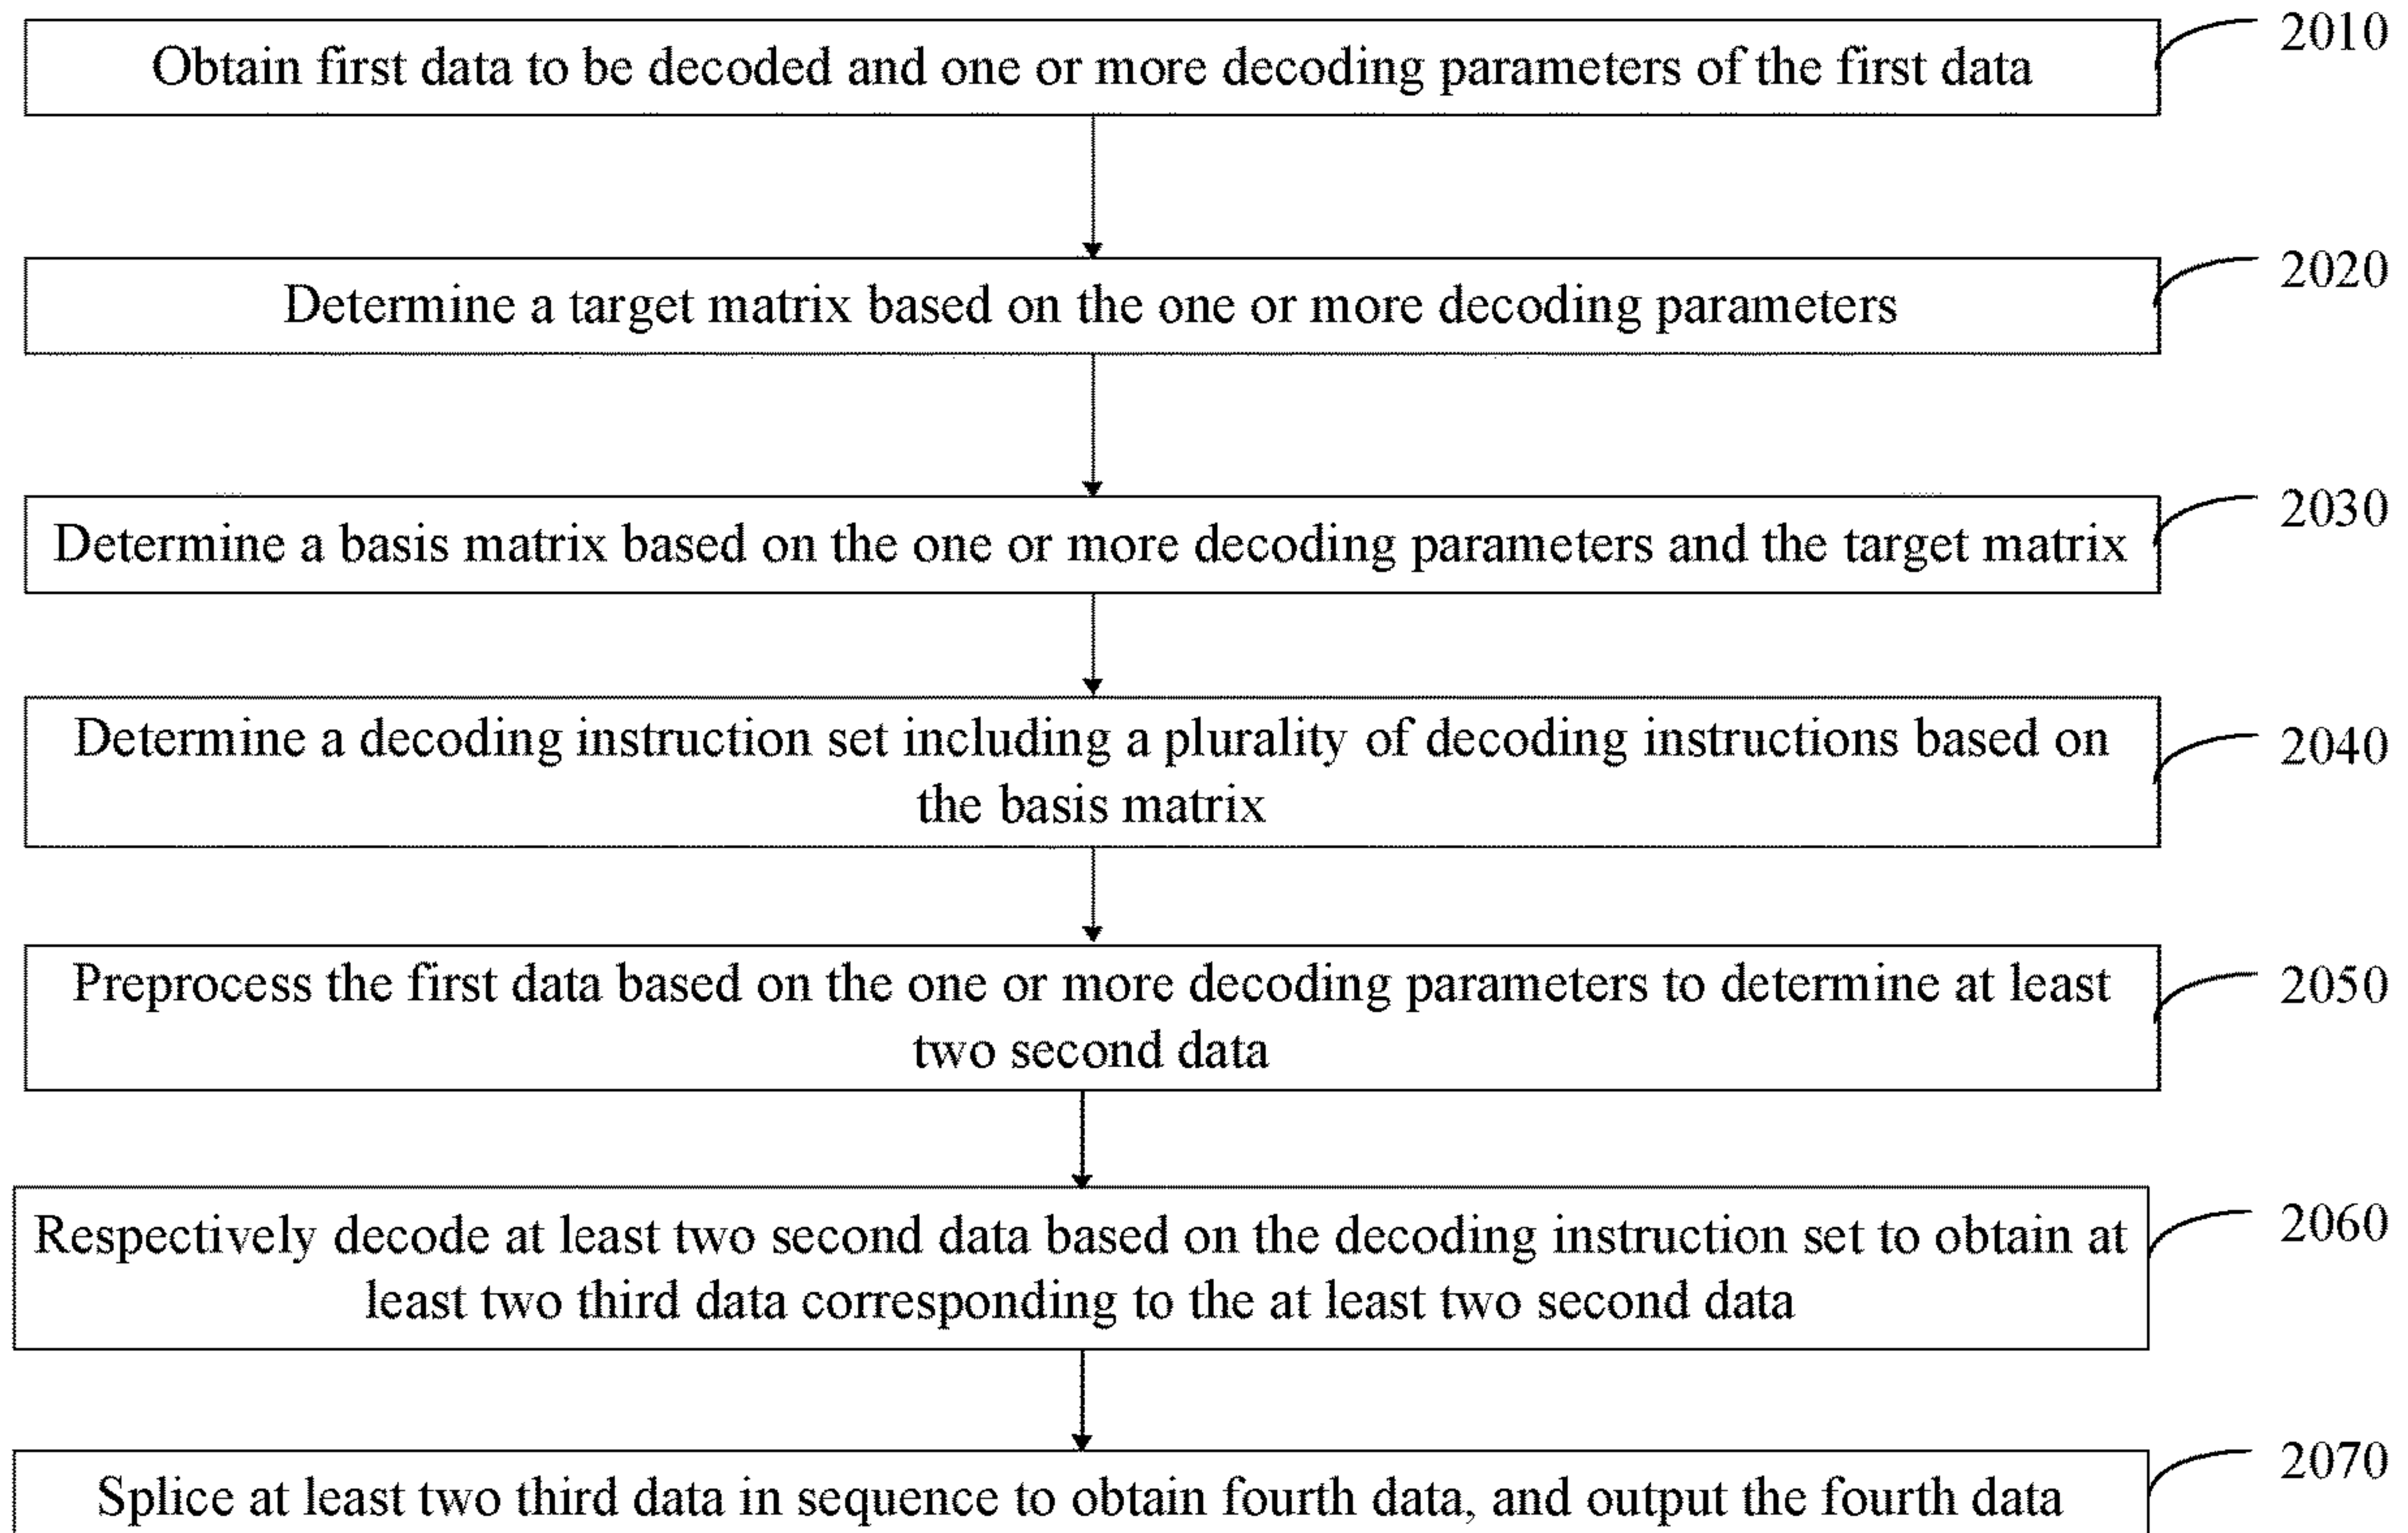 Obtain first data to be decoded and one or more decoding parameters of the first data
2010
Determine a target matrix based on the one or more decoding parameters
2020
Determine a basis matrix based on the one or more decoding parameters and the target matrix
2030
Determine a decoding instruction set including a plurality of decoding instructions based on
the basis matrix
2040
Preprocess the first data based on the one or more decoding parameters to determine at least
two second data
2050
Respectively decode at least two second data based on the decoding instruction set to obtain at
least two third data corresponding to the at least two second data
2060
Splice at least two third data in sequence to obtain fourth data, and output the fourth data
2070